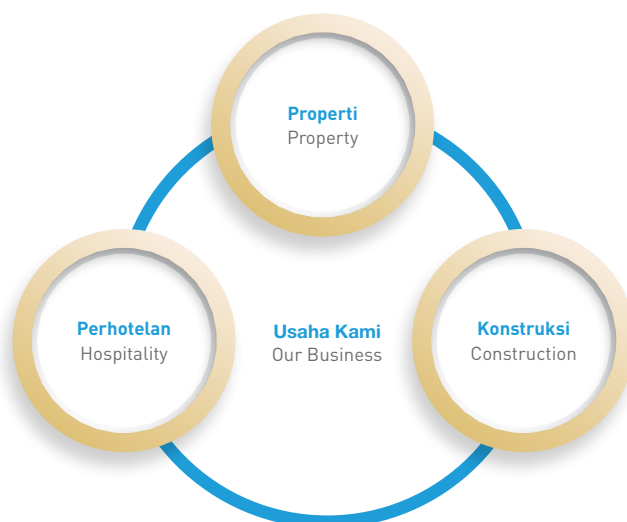 Properti
Property
Perhotelan
Hospitality
Usaha Kami
Our Business
Konstruksi
Construction